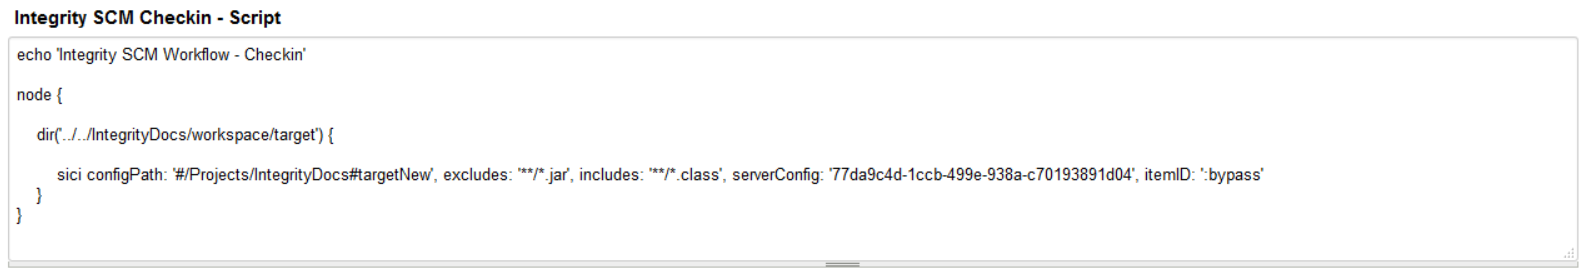 Integrity SCM Checkin - Script
echo 'Integrity SCM Workflow - Checkin'
node {
dir('../../IntegrityDocs/workspace/target') {
sici configPath: '#/Projects/IntegrityDocs#targetNew', excludes: '**/*.jar', includes: '**/*.class', serverConfig: '77da9c4d-1ccb-499e-938a-c70193891d04', itemID: ':bypass'
}
}